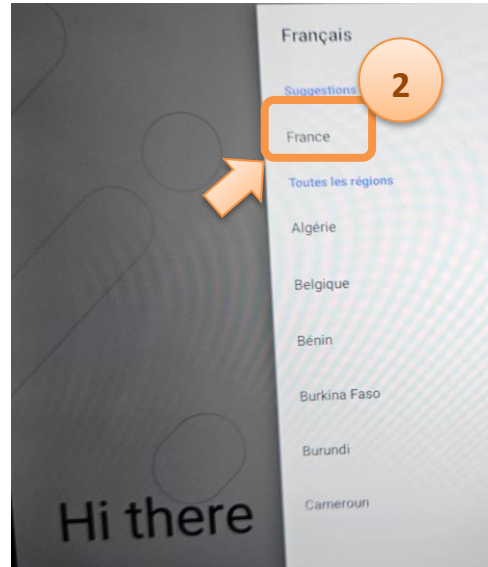 Français
Suggestions
2
France
Toutes les régions
Algérie
Belgique
Bénin
Burkina Faso
Burundi
Cameroun
Hi there